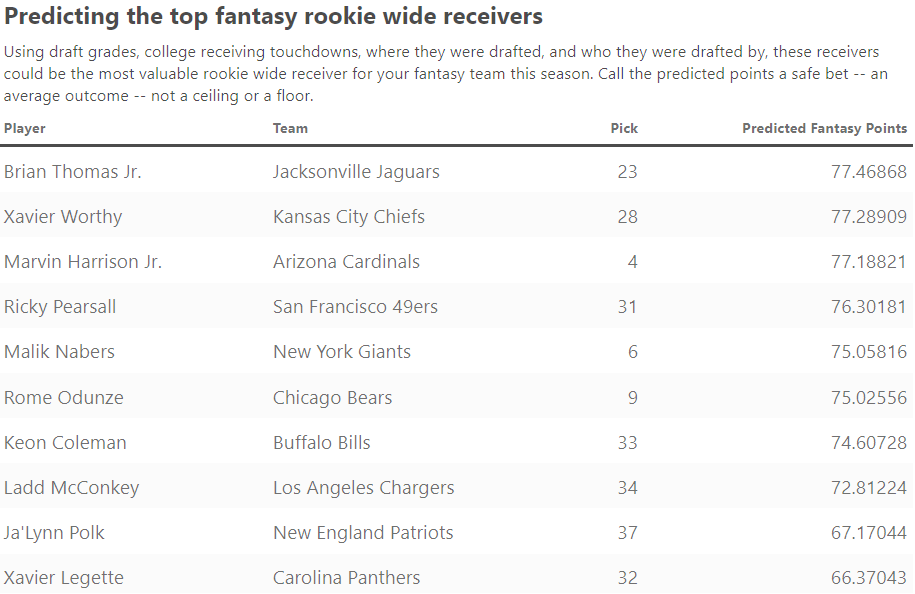 Predicting the top fantasy rookie wide receivers
Using draft grades, college receiving touchdowns, where they were drafted, and who they were drafted by, these receivers
could be the most valuable rookie wide receiver for your fantasy team this season. Call the predicted points a safe bet -- an
average outcome -- not a ceiling or a floor.
Player Team Pick Predicted Fantasy Points
Brian Thomas Jr. Jacksonville Jaguars 23 77.46868
Xavier Worthy Kansas City Chiefs 28 77.28909
Marvin Harrison Jr. Arizona Cardinals 4 77.18821
Ricky Pearsall San Francisco 49ers 31 76.30181
Malik Nabers New York Giants 6 75.05816
Rome Odunze Chicago Bears 9 75.02556
Keon Coleman Buffalo Bills 33 74.60728
Ladd McConkey Los Angeles Chargers 34 72.81224
Ja'Lynn Polk New England Patriots 37 67.17044
Xavier Legette Carolina Panthers 32 66.37043